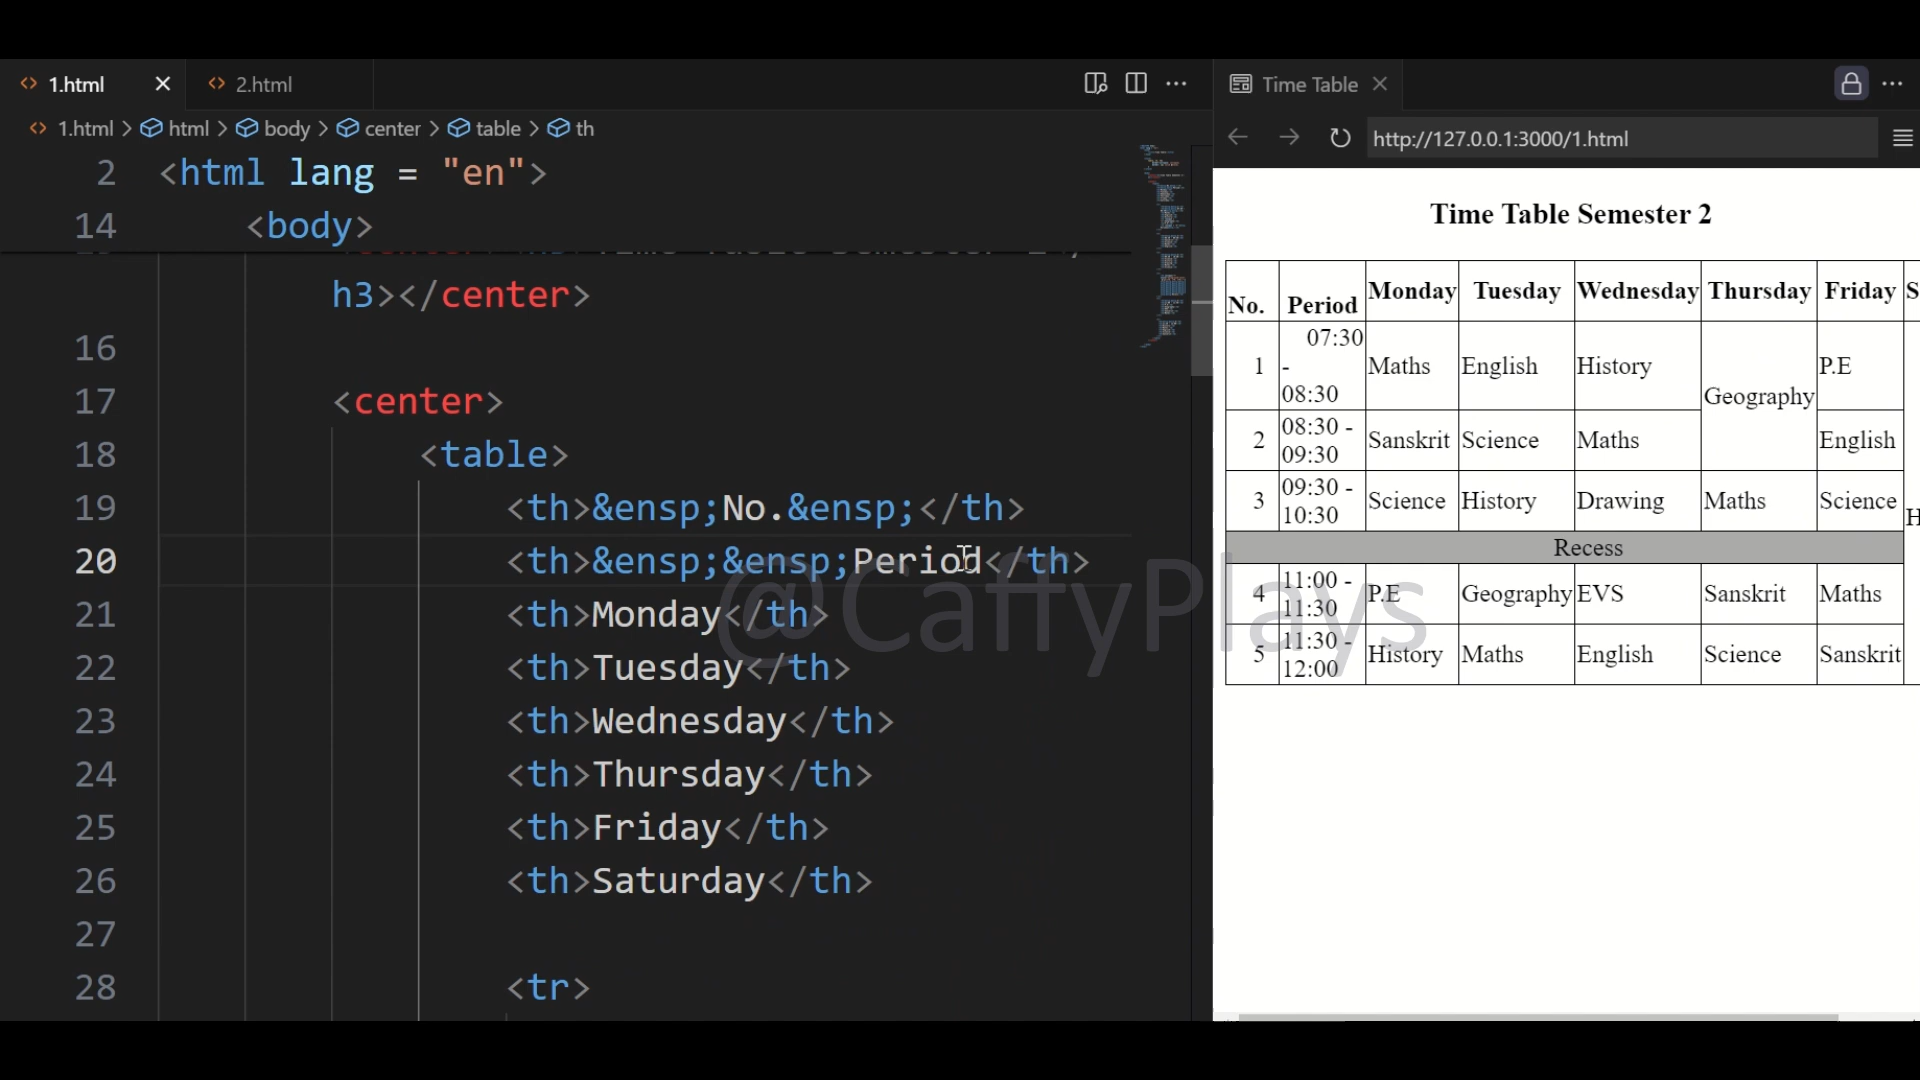 1.html
2.html
1.html > html > body > center > table > th
2 <html lang = "en">
14 <body>
h3></center>
16
17 <center>
18 <table>
19 <th>&ensp;No.&ensp;</th>
20 <th>&ensp;&ensp;Period</th>
21 <th>Monday</th>
22 <th>Tuesday</th>
23 <th>Wednesday</th>
24 <th>Thursday</th>
25 <th>Friday</th>
26 <th>Saturday</th>
27
28 <tr>
Time Table
http://127.0.0.1:3000/1.html
Time Table Semester 2
No. Period Monday Tuesday Wednesday Thursday Friday S
1 07:30 - 08:30 Maths English History Geography P.E
2 08:30 - 09:30 Sanskrit Science Maths English
3 09:30 - 10:30 Science History Drawing Maths Science H
Recess
4 11:00 - 11:30 P.E Geography EVS Sanskrit Maths
5 11:30 - 12:00 History Maths English Science Sanskrit
@CaffyPlays